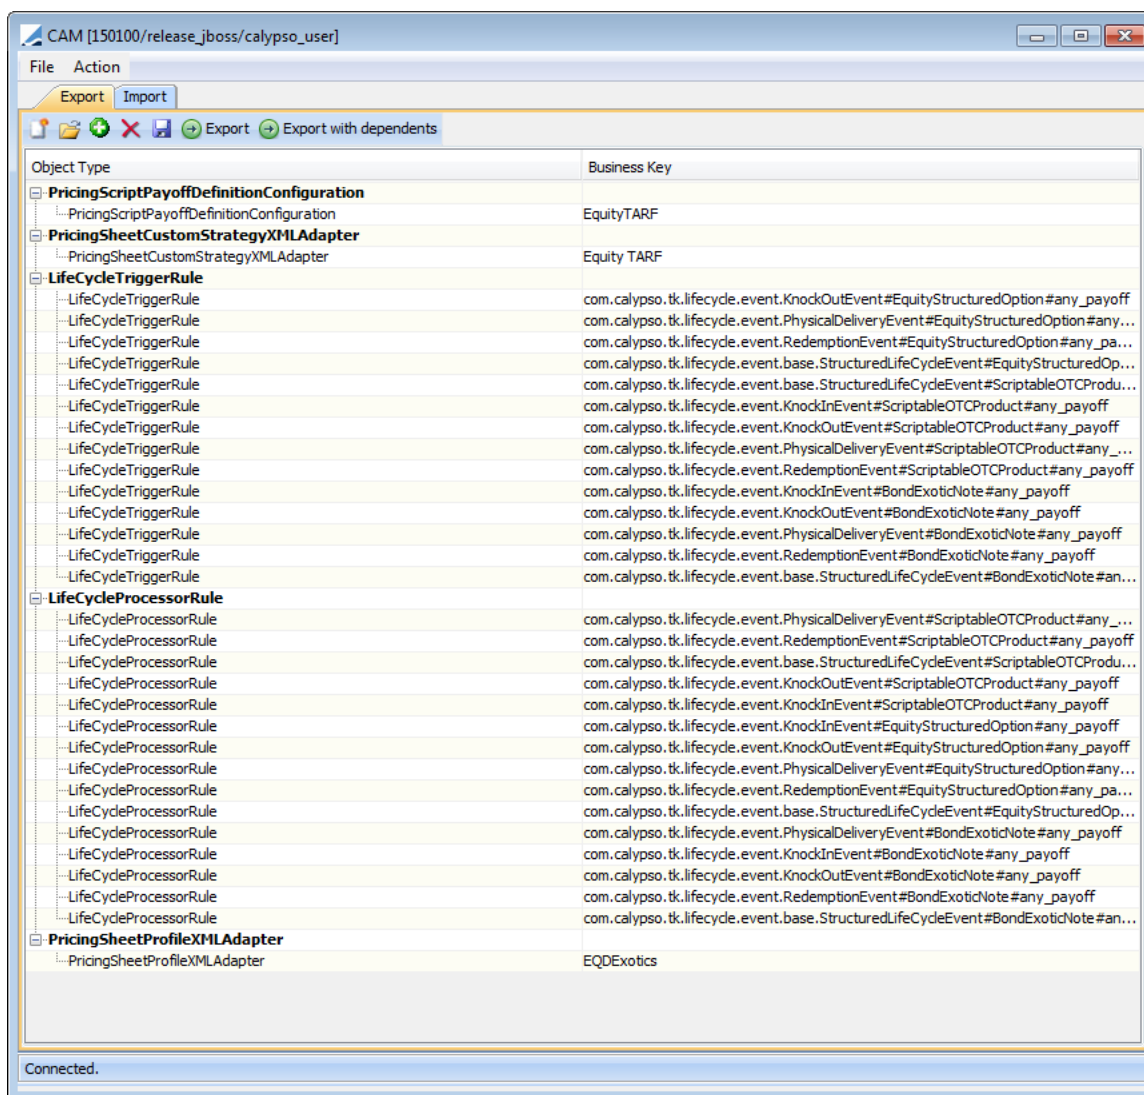 CAM [150100/release_jboss/calypso_user]
File Action
Export Import
Export Export with dependents
Object Type Business Key
PricingScriptPayoffDefinitionConfiguration
PricingScriptPayoffDefinitionConfiguration EquityTARF
PricingSheetCustomStrategyXMLAdapter
PricingSheetCustomStrategyXMLAdapter Equity TARF
LifeCycleTriggerRule
LifeCycleTriggerRule com.calypso.tk.lifecycle.event.KnockOutEvent#EquityStructuredOption#any_payoff
LifeCycleTriggerRule com.calypso.tk.lifecycle.event.PhysicalDeliveryEvent#EquityStructuredOption#any...
LifeCycleTriggerRule com.calypso.tk.lifecycle.event.RedemptionEvent#EquityStructuredOption#any_pa...
LifeCycleTriggerRule com.calypso.tk.lifecycle.event.base.StructuredLifeCycleEvent#EquityStructuredOp...
LifeCycleTriggerRule com.calypso.tk.lifecycle.event.base.StructuredLifeCycleEvent#ScriptableOTCProdu...
LifeCycleTriggerRule com.calypso.tk.lifecycle.event.KnockInEvent#ScriptableOTCProduct#any_payoff
LifeCycleTriggerRule com.calypso.tk.lifecycle.event.KnockOutEvent#ScriptableOTCProduct#any_payoff
LifeCycleTriggerRule com.calypso.tk.lifecycle.event.PhysicalDeliveryEvent#ScriptableOTCProduct#any_...
LifeCycleTriggerRule com.calypso.tk.lifecycle.event.RedemptionEvent#ScriptableOTCProduct#any_payoff
LifeCycleTriggerRule com.calypso.tk.lifecycle.event.KnockInEvent#BondExoticNote#any_payoff
LifeCycleTriggerRule com.calypso.tk.lifecycle.event.KnockOutEvent#BondExoticNote#any_payoff
LifeCycleTriggerRule com.calypso.tk.lifecycle.event.PhysicalDeliveryEvent#BondExoticNote#any_payoff
LifeCycleTriggerRule com.calypso.tk.lifecycle.event.RedemptionEvent#BondExoticNote#any_payoff
LifeCycleTriggerRule com.calypso.tk.lifecycle.event.base.StructuredLifeCycleEvent#BondExoticNote#an...
LifeCycleProcessorRule
LifeCycleProcessorRule com.calypso.tk.lifecycle.event.PhysicalDeliveryEvent#ScriptableOTCProduct#any_...
LifeCycleProcessorRule com.calypso.tk.lifecycle.event.RedemptionEvent#ScriptableOTCProduct#any_payoff
LifeCycleProcessorRule com.calypso.tk.lifecycle.event.base.StructuredLifeCycleEvent#ScriptableOTCProdu...
LifeCycleProcessorRule com.calypso.tk.lifecycle.event.KnockOutEvent#ScriptableOTCProduct#any_payoff
LifeCycleProcessorRule com.calypso.tk.lifecycle.event.KnockInEvent#ScriptableOTCProduct#any_payoff
LifeCycleProcessorRule com.calypso.tk.lifecycle.event.KnockInEvent#EquityStructuredOption#any_payoff
LifeCycleProcessorRule com.calypso.tk.lifecycle.event.KnockOutEvent#EquityStructuredOption#any_payoff
LifeCycleProcessorRule com.calypso.tk.lifecycle.event.PhysicalDeliveryEvent#EquityStructuredOption#any...
LifeCycleProcessorRule com.calypso.tk.lifecycle.event.RedemptionEvent#EquityStructuredOption#any_pa...
LifeCycleProcessorRule com.calypso.tk.lifecycle.event.base.StructuredLifeCycleEvent#EquityStructuredOp...
LifeCycleProcessorRule com.calypso.tk.lifecycle.event.PhysicalDeliveryEvent#BondExoticNote#any_payoff
LifeCycleProcessorRule com.calypso.tk.lifecycle.event.KnockInEvent#BondExoticNote#any_payoff
LifeCycleProcessorRule com.calypso.tk.lifecycle.event.KnockOutEvent#BondExoticNote#any_payoff
LifeCycleProcessorRule com.calypso.tk.lifecycle.event.RedemptionEvent#BondExoticNote#any_payoff
LifeCycleProcessorRule com.calypso.tk.lifecycle.event.base.StructuredLifeCycleEvent#BondExoticNote#an...
PricingSheetProfileXMLAdapter
PricingSheetProfileXMLAdapter EQDExotics
Connected.